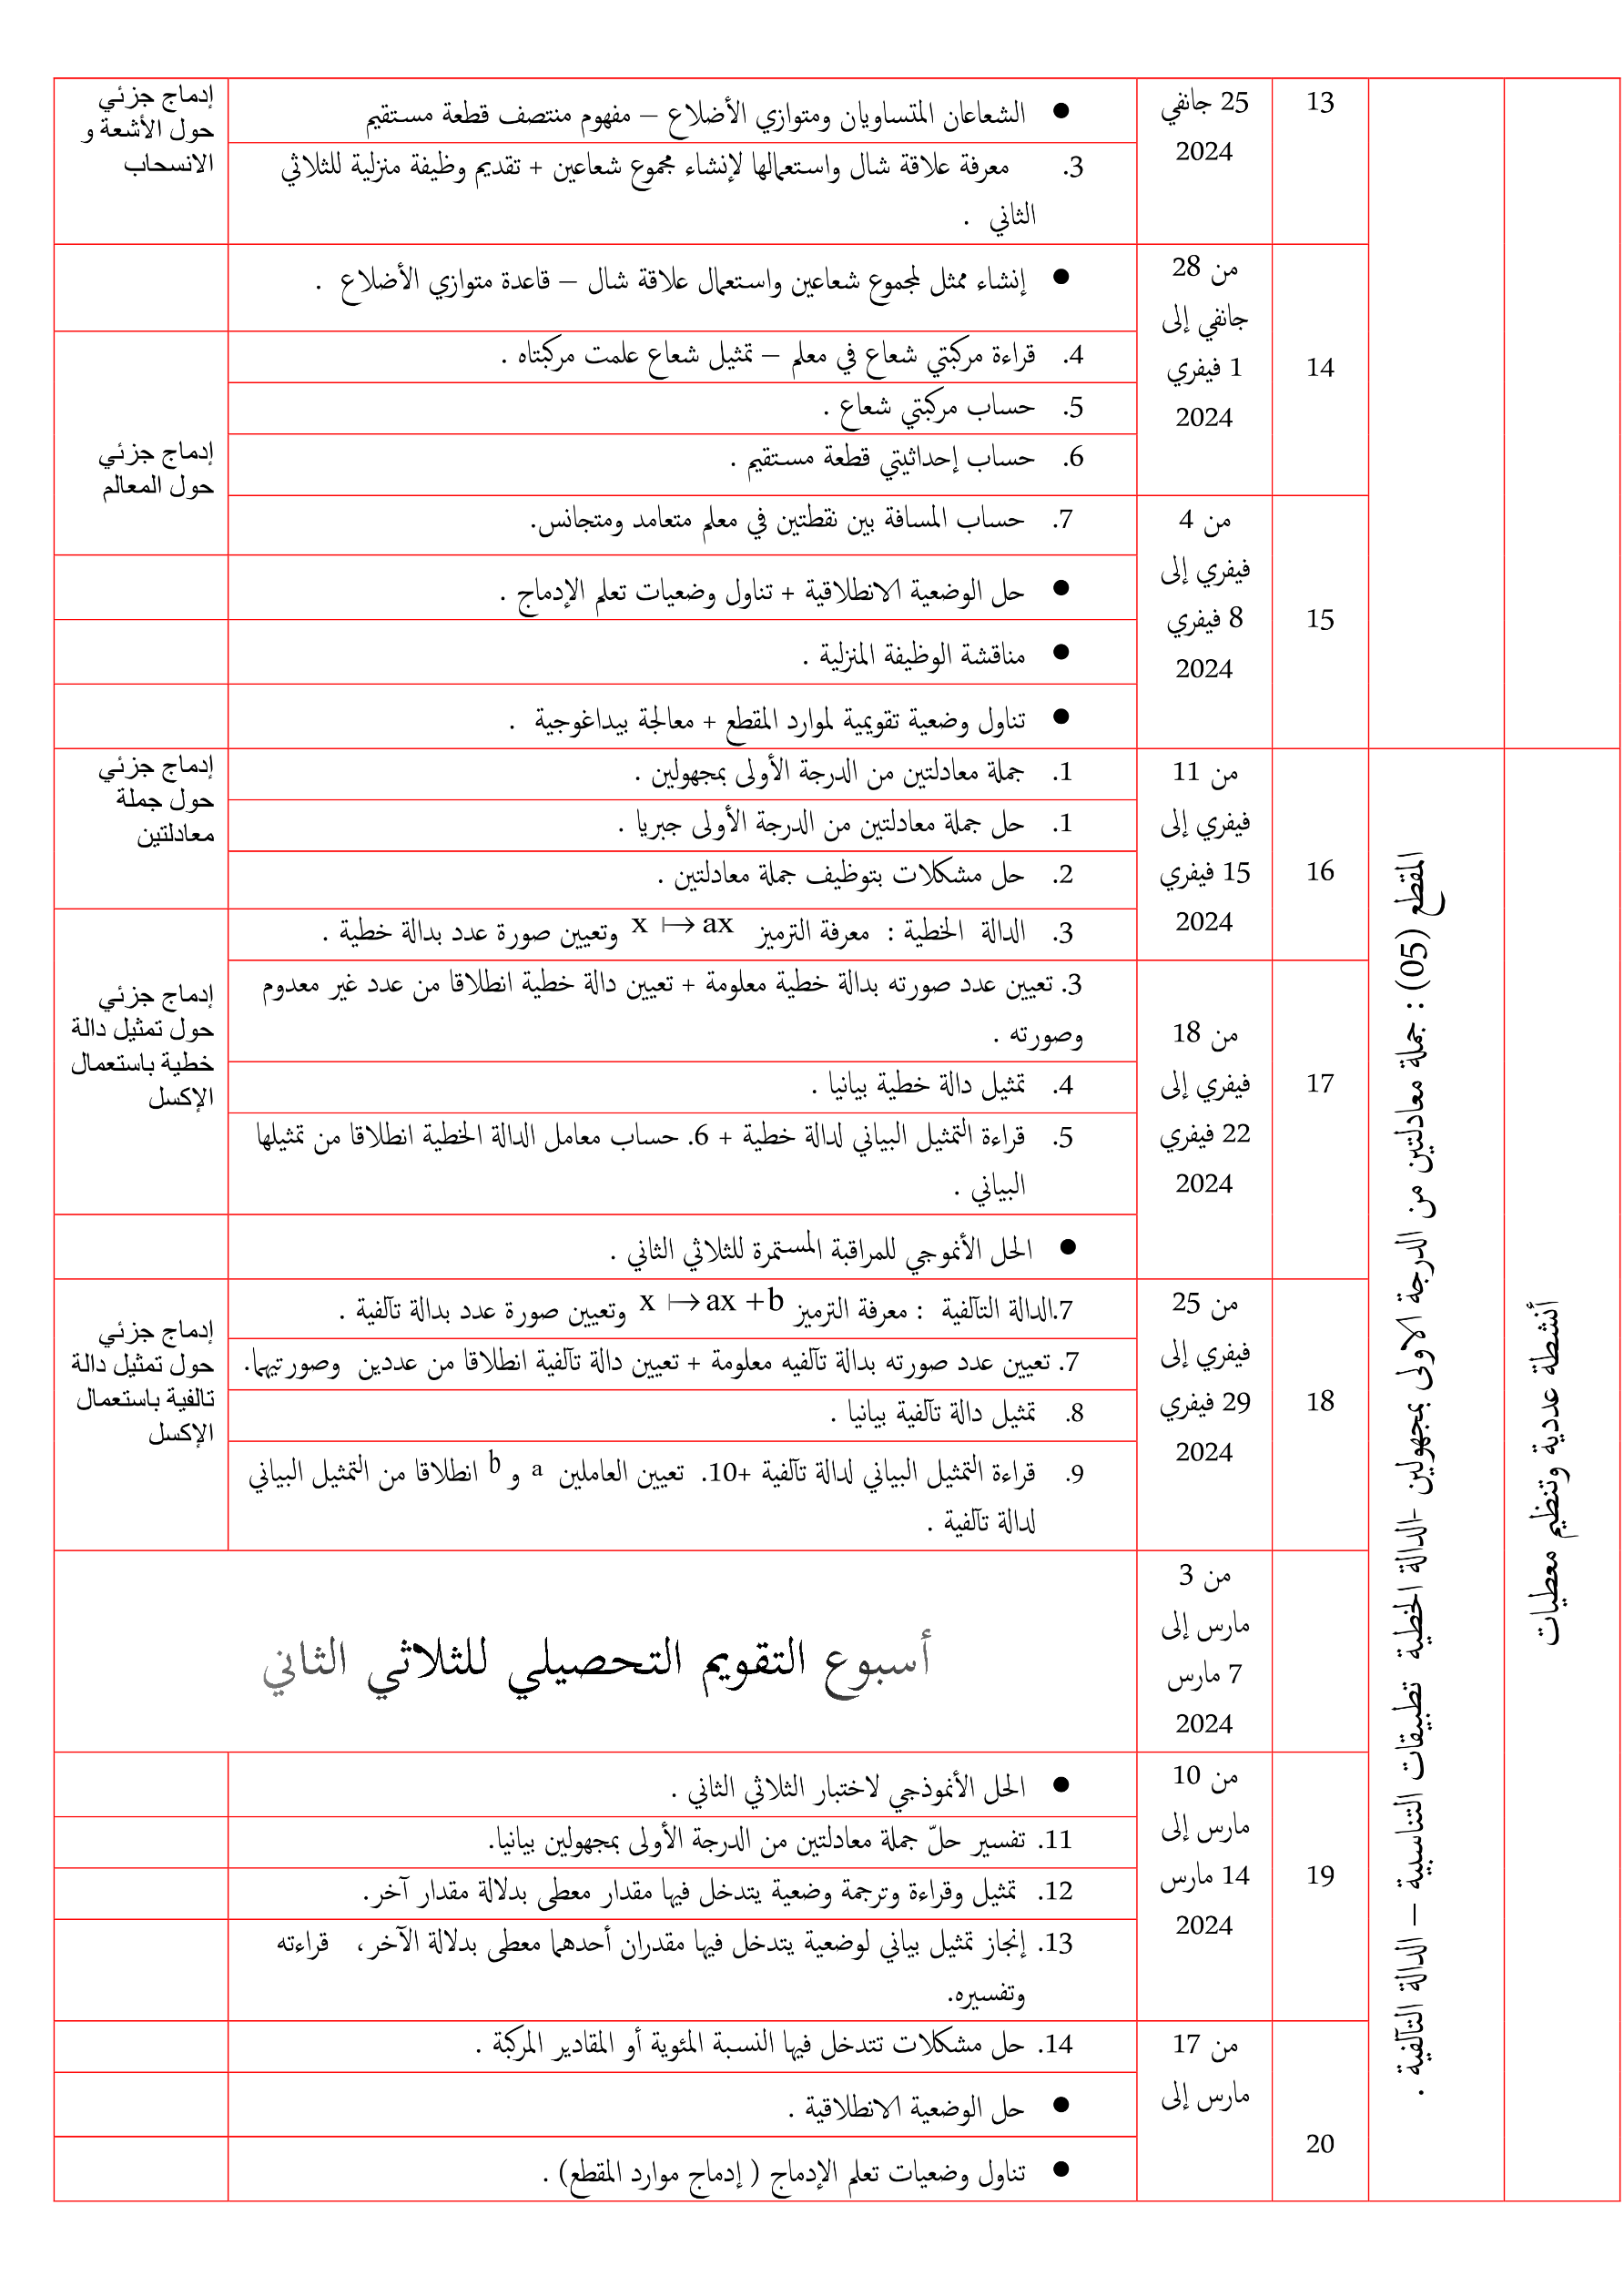 أنشطة عددية وتنظيم معطيات
المقطع (05) : جملة معادلتين من الدرجة الاولى بمجهولين -الدالة الخطية تطبيقات التناسبية – الدالة التآلفية .
13
25 جانفي
2024
● الشعاعان المتساويان ومتوازي الأضلاع – مفهوم منتصف قطعة مستقيم
3. معرفة علاقة شال واستعمالها لإنشاء مجموع شعاعين + تقديم وظيفة منزلية للثلاثي
الثاني .
إدماج جزئي
حول الأشعة و
الانسحاب
14
من 28
جانفي إلى
1 فيفري
2024
● إنشاء ممثل لمجموع شعاعين واستعمال علاقة شال – قاعدة متوازي الأضلاع .
4. قراءة مركبتي شعاع في معلم – تمثيل شعاع علمت مركبتاه .
5. حساب مركبتي شعاع .
6. حساب إحداثيتي قطعة مستقيم .
إدماج جزئي
حول المعالم
15
من 4
فيفري إلى
8 فيفري
2024
7. حساب المسافة بين نقطتين في معلم متعامد ومتجانس.
● حل الوضعية الانطلاقية + تناول وضعيات تعلم الإدماج .
● مناقشة الوظيفة المنزلية .
● تناول وضعية تقويمية لموارد المقطع + معالجة بيداغوجية .
16
من 11
فيفري إلى
15 فيفري
2024
1. جملة معادلتين من الدرجة الأولى بمجهولين .
1. حل جملة معادلتين من الدرجة الأولى جبريا .
2. حل مشكلات بتوظيف جملة معادلتين .
3. الدالة الخطية : معرفة الترميز x ↦ ax وتعيين صورة عدد بدالة خطية .
إدماج جزئي
حول جملة
معادلتين
17
من 18
فيفري إلى
22 فيفري
2024
3. تعيين عدد صورته بدالة خطية معلومة + تعيين دالة خطية انطلاقا من عدد غير معدوم
وصورته .
4. تمثيل دالة خطية بيانيا .
5. قراءة التمثيل البياني لدالة خطية + 6. حساب معامل الدالة الخطية انطلاقا من تمثيلها
البياني .
● الحل الأنموجي للمراقبة المستمرة للثلاثي الثاني .
إدماج جزئي
حول تمثيل دالة
خطية باستعمال
الإكسل
18
من 25
فيفري إلى
29 فيفري
2024
7.الدالة التآلفية : معرفة الترميز x ↦ ax + b وتعيين صورة عدد بدالة تآلفية .
7. تعيين عدد صورته بدالة تآلفيه معلومة + تعيين دالة تآلفية انطلاقا من عددين وصورتيهما.
8. تمثيل دالة تآلفية بيانيا .
9. قراءة التمثيل البياني لدالة تآلفية +10. تعيين العاملين a و b انطلاقا من التمثيل البياني
لدالة تآلفية .
إدماج جزئي
حول تمثيل دالة
تالفية باستعمال
الإكسل
من 3
مارس إلى
7 مارس
2024
أسبوع التقويم التحصيلي للثلاثي الثاني
19
من 10
مارس إلى
14 مارس
2024
● الحل الأنموذجي لاختبار الثلاثي الثاني .
11. تفسير حلّ جملة معادلتين من الدرجة الأولى بمجهولين بيانيا.
12. تمثيل وقراءة وترجمة وضعية يتدخل فيها مقدار معطى بدلالة مقدار آخر.
13. إنجاز تمثيل بياني لوضعية يتدخل فيها مقدران أحدهما معطى بدلالة الآخر، قراءته
وتفسيره.
20
من 17
مارس إلى
14. حل مشكلات تتدخل فيها النسبة المئوية أو المقادير المركبة .
● حل الوضعية الانطلاقية .
● تناول وضعيات تعلم الإدماج ( إدماج موارد المقطع) .